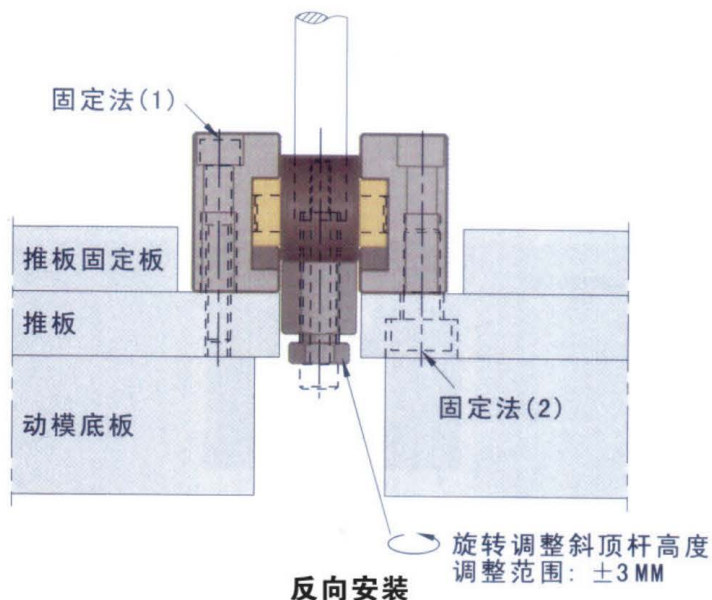 固定法(1)
推板固定板
推板
动模底板
固定法(2)
旋转调整斜顶杆高度
调整范围: ±3MM
反向安装